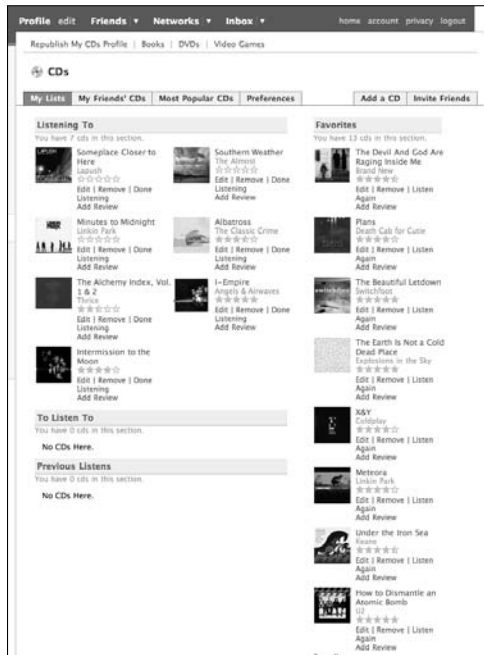 Profile edit Friends ▼ Networks ▼ Inbox ▼ home account privacy logout
Republish My CDs Profile | Books | DVDs | Video Games
CDs
My Lists My Friends' CDs Most Popular CDs Preferences Add a CD Invite Friends
Listening To
You have 7 cds in this section.
Someplace Closer to
Here
Lapush
Edit | Remove | Done
Listening
Add Review
Southern Weather
The Almost
Edit | Remove | Done
Listening
Add Review
Minutes to Midnight
Linkin Park
Edit | Remove | Done
Listening
Add Review
Albatross
The Classic Crime
Edit | Remove | Done
Listening
Add Review
The Alchemy Index, Vol.
1 & 2
Thrice
Edit | Remove | Done
Listening
Add Review
I-Empire
Angels & Airwaves
Edit | Remove | Done
Listening
Add Review
Intermission to the
Moon
Edit | Remove | Done
Listening
Add Review
To Listen To
You have 0 cds in this section.
No CDs Here.
Previous Listens
You have 0 cds in this section.
No CDs Here.
Favorites
You have 13 cds in this section.
The Devil And God Are
Raging Inside Me
Brand New
Edit | Remove | Listen
Again
Add Review
Plans
Death Cab for Cutie
Edit | Remove | Listen
Again
Add Review
The Beautiful Letdown
Switchfoot
Edit | Remove | Listen
Again
Add Review
The Earth Is Not a Cold
Dead Place
Explosions in the Sky
Edit | Remove | Listen
Again
Add Review
X&Y
Coldplay
Edit | Remove | Listen
Again
Add Review
Meteora
Linkin Park
Edit | Remove | Listen
Again
Add Review
Under the Iron Sea
Keane
Edit | Remove | Listen
Again
Add Review
How to Dismantle an
Atomic Bomb
U2
Edit | Remove | Listen
Again
Add Review